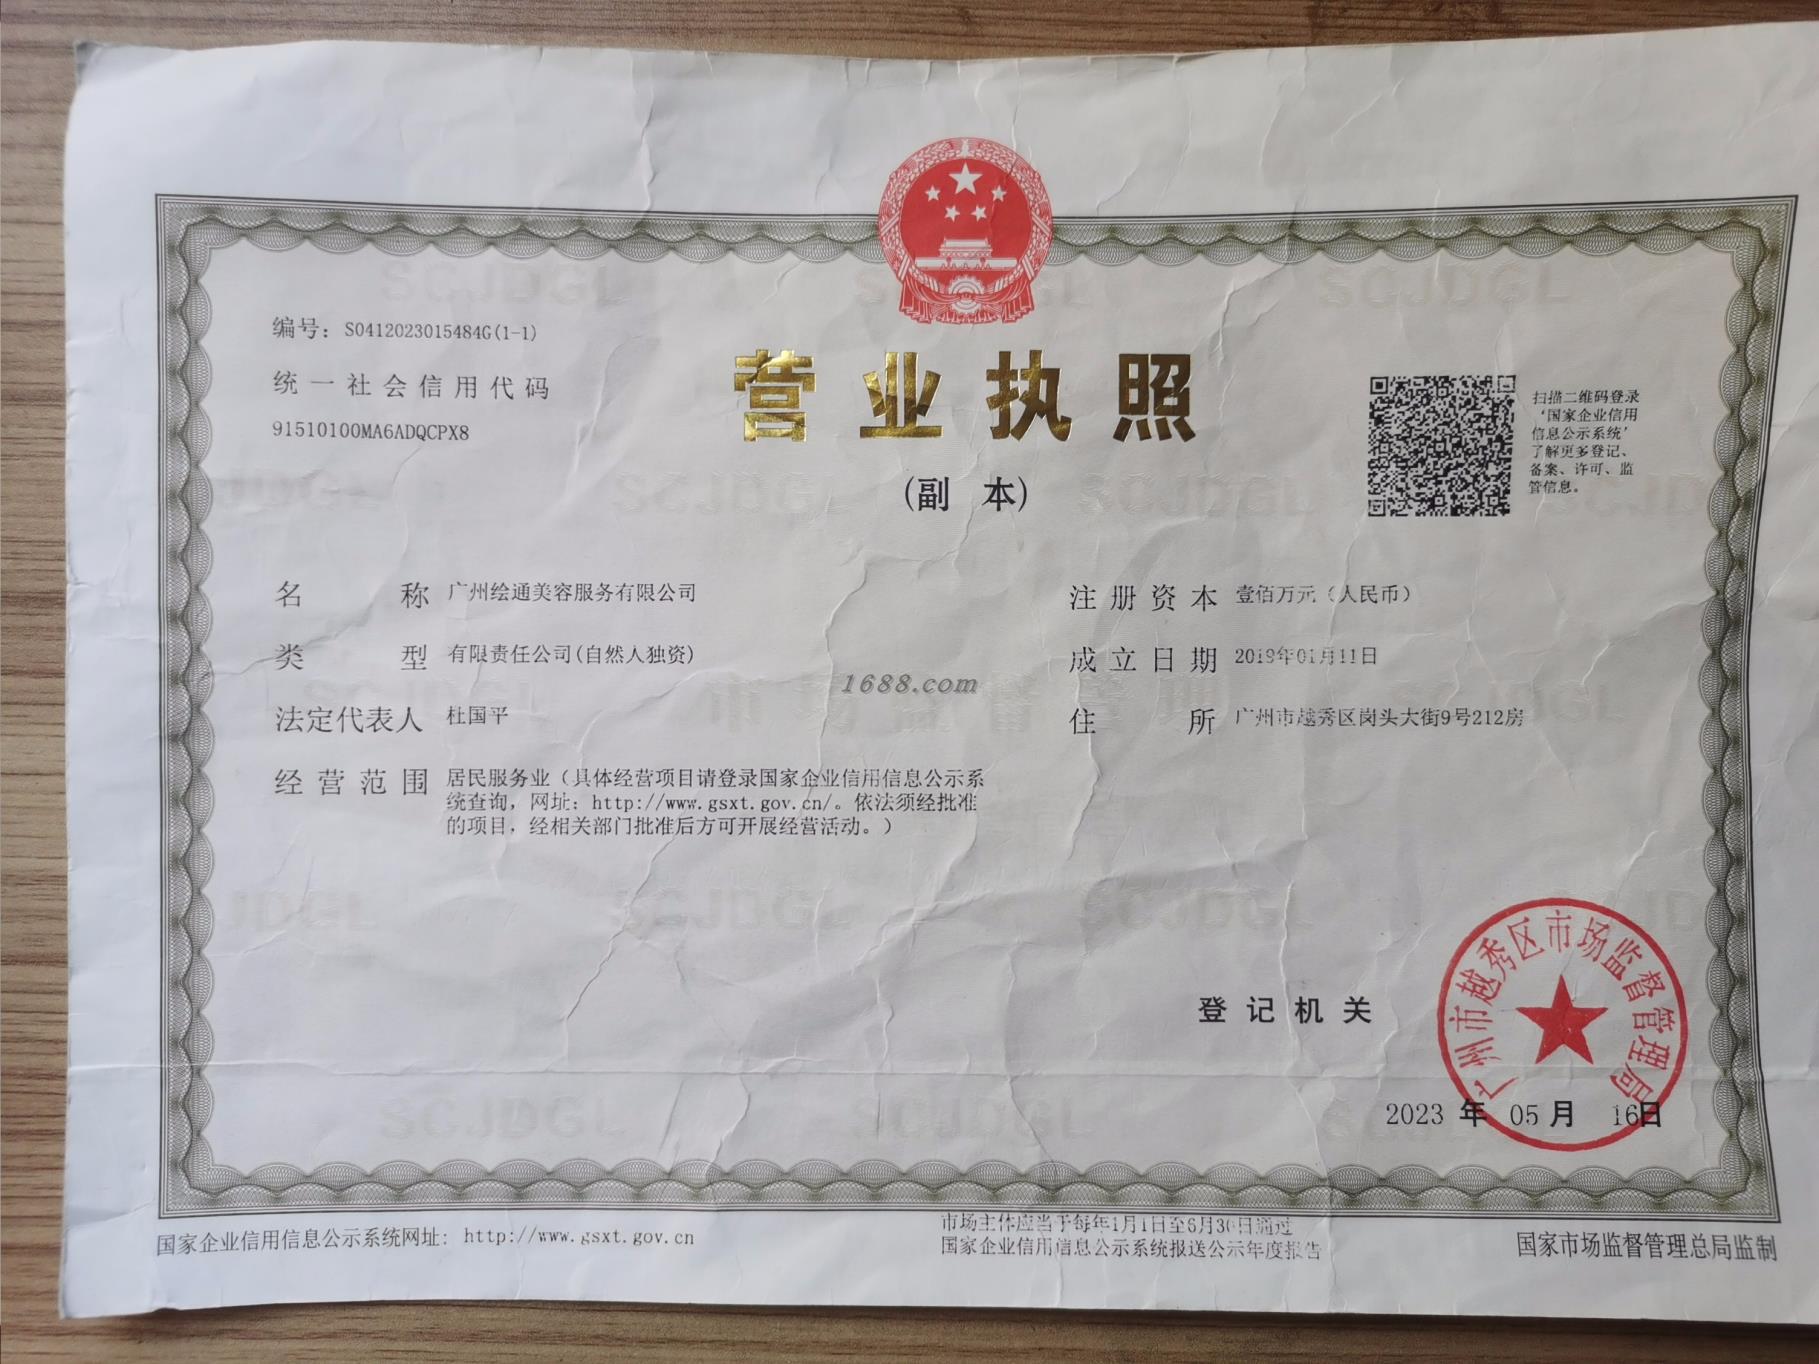 编号：S0412023015484G(1-1)
统一社会信用代码
91510100MA6ADQCPX8
营业执照
(副 本)
扫描二维码登录
‘国家企业信用
信息公示系统’
了解更多登记、
备案、许可、监
管信息。
名 称 广州绘通美容服务有限公司
类 型 有限责任公司(自然人独资)
法定代表人 杜国平
经营范围 居民服务业（具体经营项目请登录国家企业信用信息公示系
统查询，网址：http://www.gsxt.gov.cn/。依法须经批准
的项目，经相关部门批准后方可开展经营活动。）
注册资本 壹佰万元（人民币）
成立日期 2019年01月11日
住 所 广州市越秀区岗头大街9号212房
1688.com
登记机关
广州市越秀区市场监督管理局
2023 年 05 月 16日
国家企业信用信息公示系统网址：http://www.gsxt.gov.cn
市场主体应当于每年1月1日至6月30日通过
国家企业信用信息公示系统报送公示年度报告
国家市场监督管理总局监制
SCJDGL
SCJDGL
SCJDGL
SCJDGL
SCJDGL
SCJDGL
SCJDGL
SCJDGL